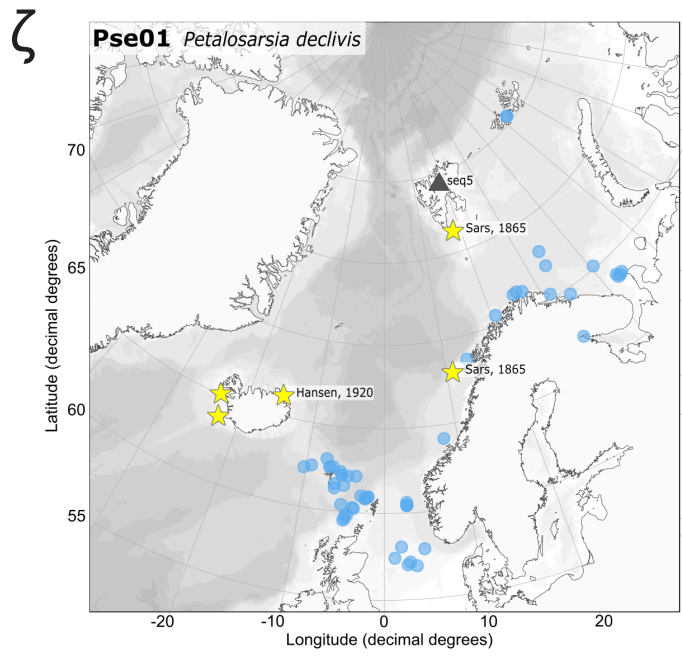 ζ
Pse01 Petalosarsia declivis
70
65
60
55
Latitude (decimal degrees)
seq5
Sars, 1865
Sars, 1865
Hansen, 1920
-20
-10
0
10
20
Longitude (decimal degrees)